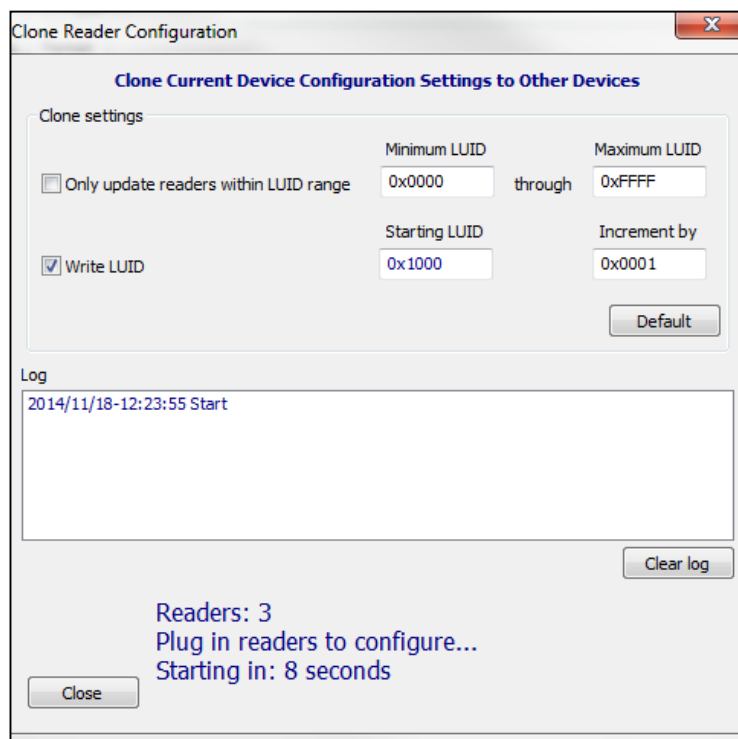 Clone Reader Configuration
Clone Current Device Configuration Settings to Other Devices
Clone settings
Minimum LUID Maximum LUID
Only update readers within LUID range 0x0000 through 0xFFFF
Starting LUID Increment by
Write LUID 0x1000 0x0001
Default
Log
2014/11/18-12:23:55 Start
Clear log
Readers: 3
Plug in readers to configure...
Starting in: 8 seconds
Close